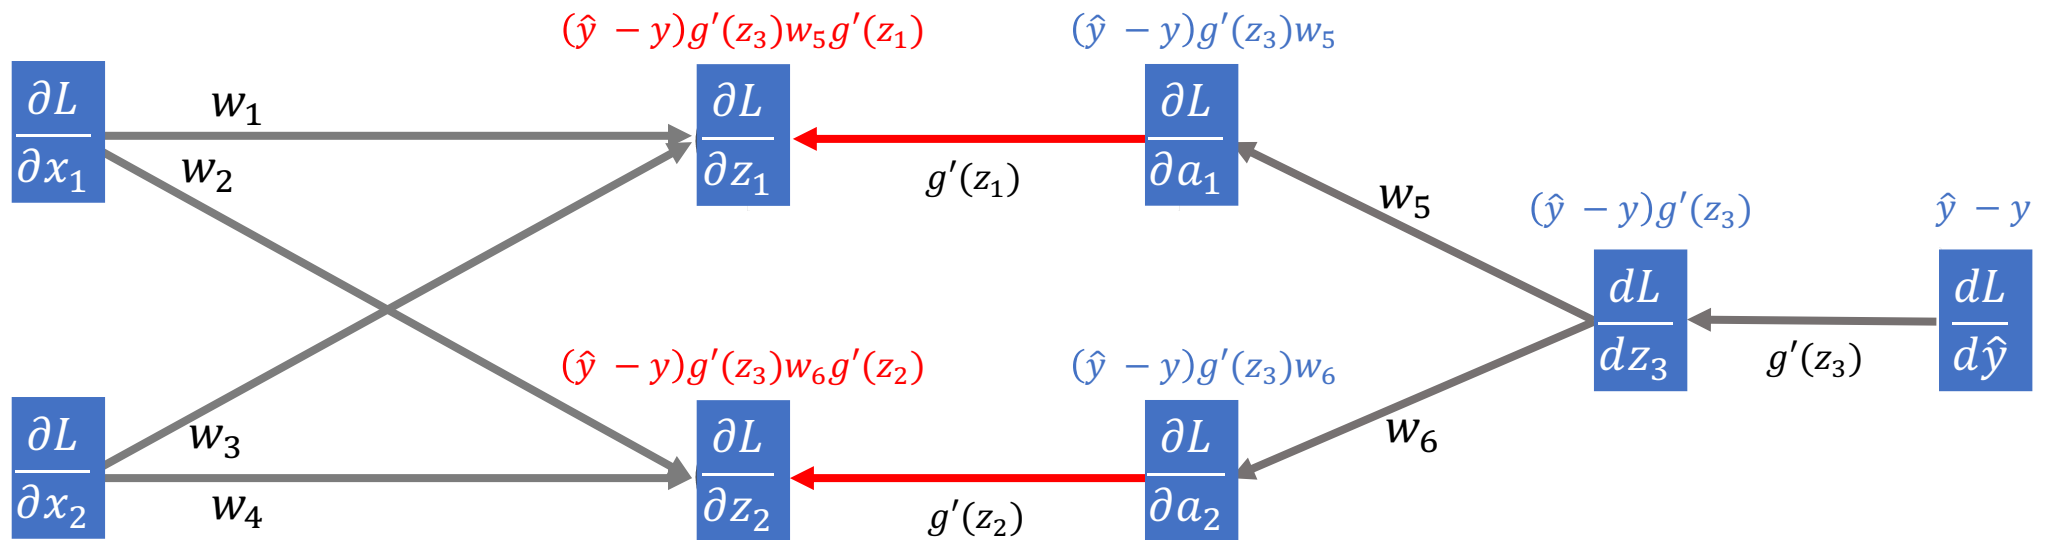 (ŷ − y)g′(z₃)w₅g′(z₁)
(ŷ − y)g′(z₃)w₅
∂L
∂x₁
w₁
w₂
∂L
∂z₁
g′(z₁)
∂L
∂a₁
w₅
(ŷ − y)g′(z₃)
ŷ − y
dL
dz₃
g′(z₃)
dL
dŷ
(ŷ − y)g′(z₃)w₆g′(z₂)
(ŷ − y)g′(z₃)w₆
∂L
∂x₂
w₃
w₄
∂L
∂z₂
g′(z₂)
∂L
∂a₂
w₆